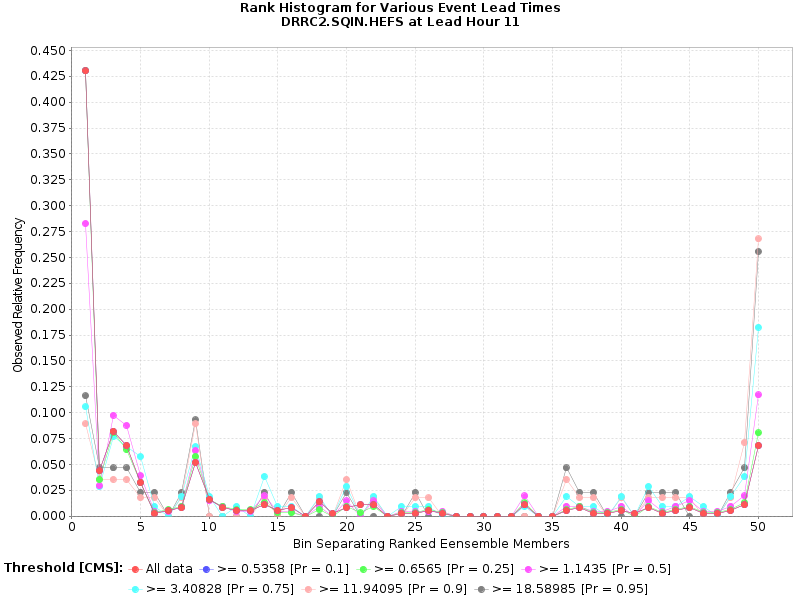 Rank Histogram for Various Event Lead Times
DRRC2.SQIN.HEFS at Lead Hour 11
0.450
0.425
0.400
0.375
0.350
0.325
0.300
0.275
0.250
0.225
0.200
0.175
0.150
0.125
0.100
0.075
0.050
0.025
0.000
Observed Relative Frequency
0 5 10 15 20 25 30 35 40 45 50
Bin Separating Ranked Eensemble Members
Threshold [CMS]: All data >= 0.5358 [Pr = 0.1] >= 0.6565 [Pr = 0.25] >= 1.1435 [Pr = 0.5]
>= 3.40828 [Pr = 0.75] >= 11.94095 [Pr = 0.9] >= 18.58985 [Pr = 0.95]